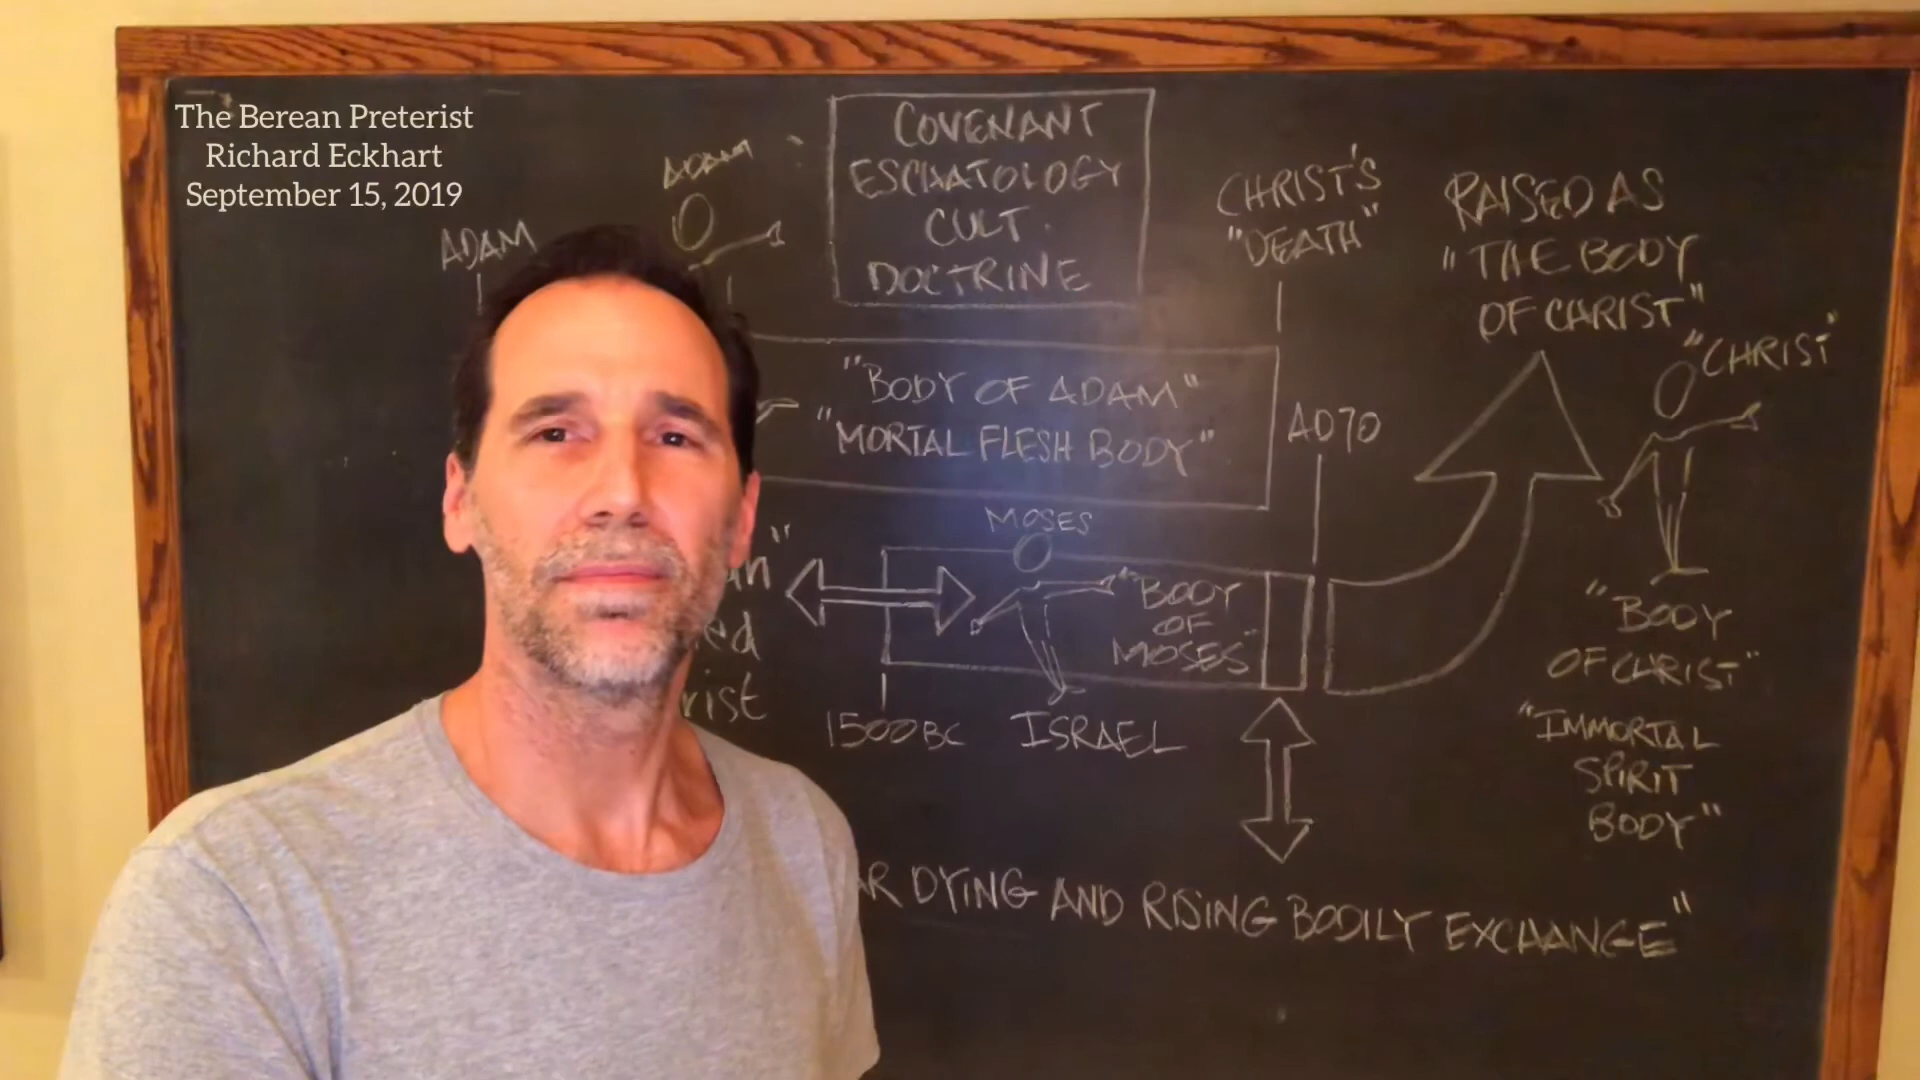 The Berean Preterist
Richard Eckhart
September 15, 2019
ADAM
ADAM
COVENANT
ESCHATOLOGY
CULT
DOCTRINE
CHRIST'S
"DEATH"
RAISED AS
"THE BODY
OF CHRIST"
"CHRIST"
"BODY OF ADAM"
"MORTAL FLESH BODY"
AD70
MOSES
"BODY
OF
MOSES"
1500BC
ISRAEL
"BODY
OF CHRIST"
"IMMORTAL
SPIRIT
BODY"
DYING AND RISING BODILY EXCHANGE"